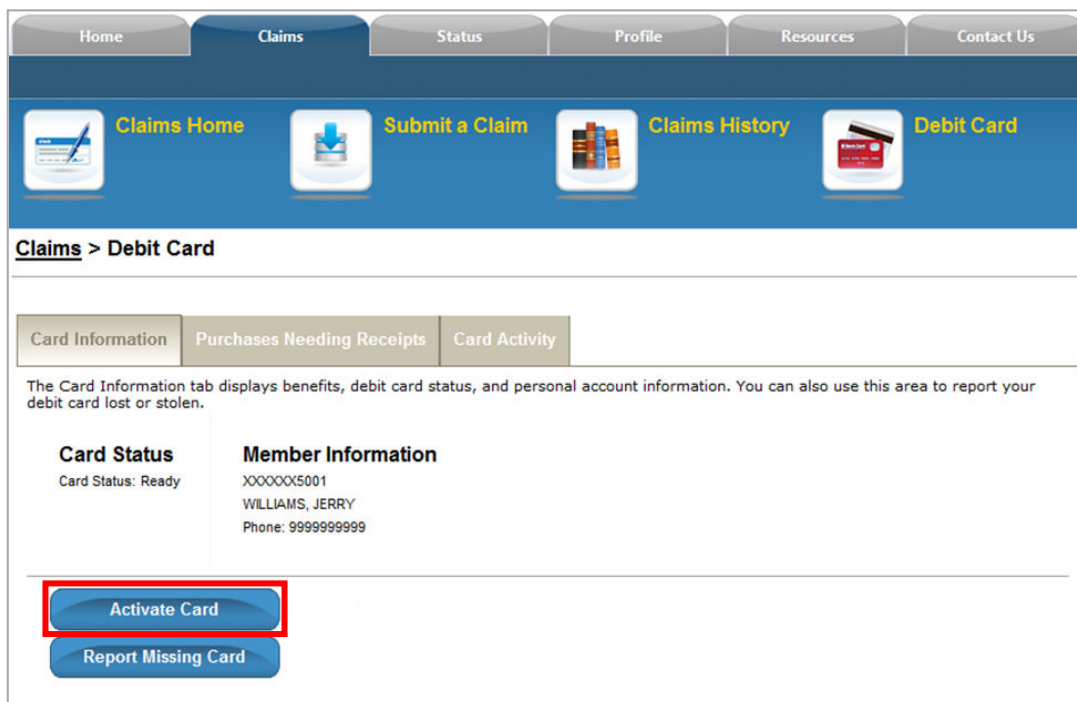 Home Claims Status Profile Resources Contact Us
Claims Home Submit a Claim Claims History Debit Card
Claims > Debit Card
Card Information Purchases Needing Receipts Card Activity
The Card Information tab displays benefits, debit card status, and personal account information. You can also use this area to report your
debit card lost or stolen.
Card Status Member Information
Card Status: Ready XXXXXX5001
WILLIAMS, JERRY
Phone: 9999999999
Activate Card
Report Missing Card